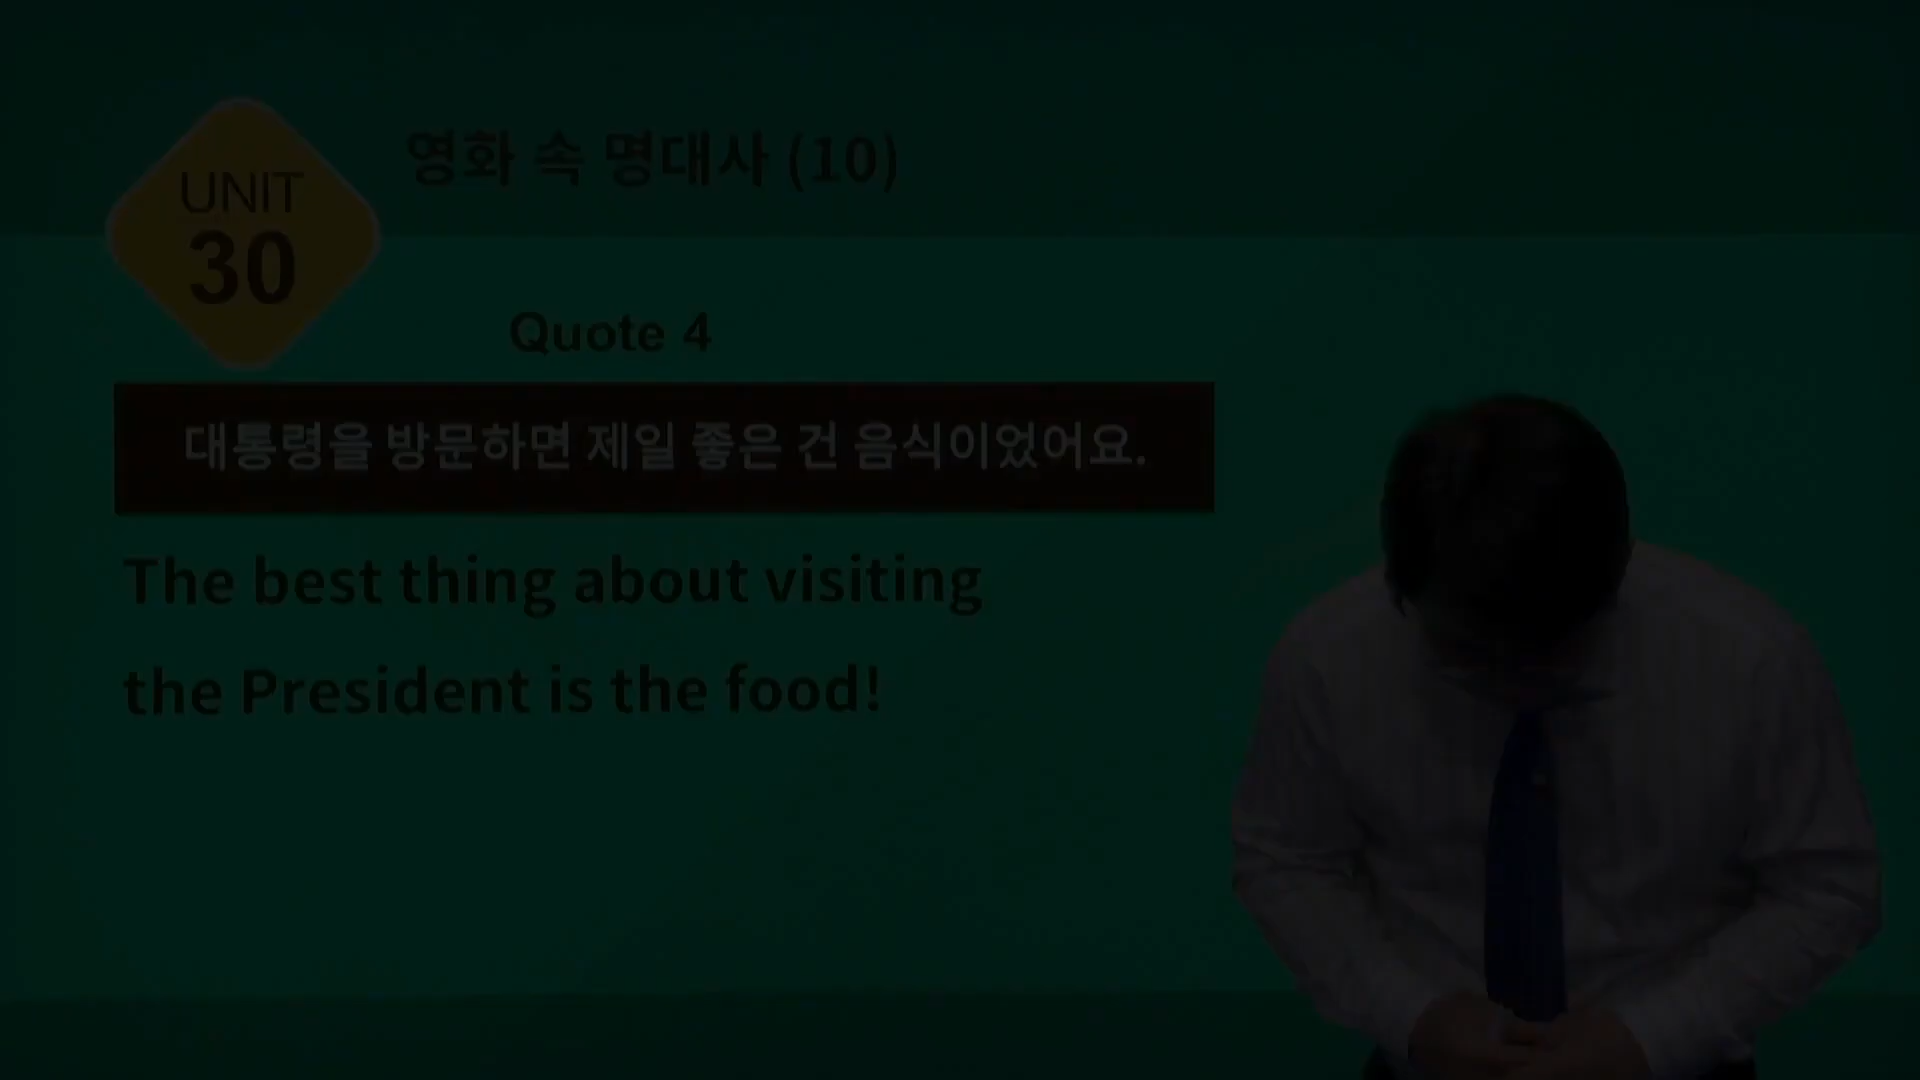 UNIT
30
영화 속 명대사 (10)
Quote 4
대통령을 방문하면 제일 좋은 건 음식이었어요.
The best thing about visiting
the President is the food!